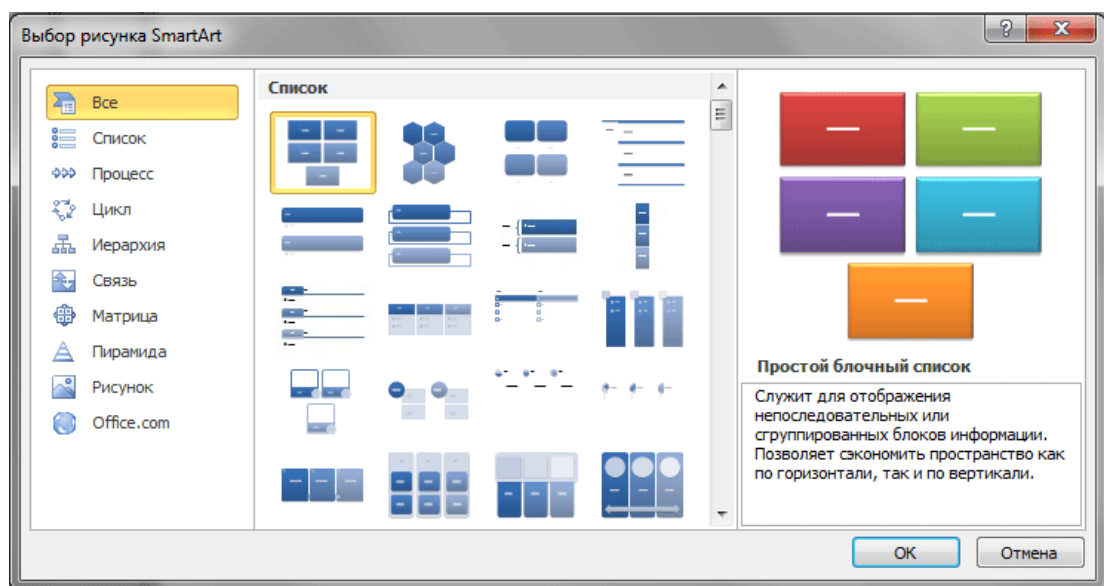 Выбор рисунка SmartArt
Все
Список
Процесс
Цикл
Иерархия
Связь
Матрица
Пирамида
Рисунок
Office.com
Список
Простой блочный список
Служит для отображения
непоследовательных или
сгруппированных блоков информации.
Позволяет сэкономить пространство как
по горизонтали, так и по вертикали.
ОК
Отмена